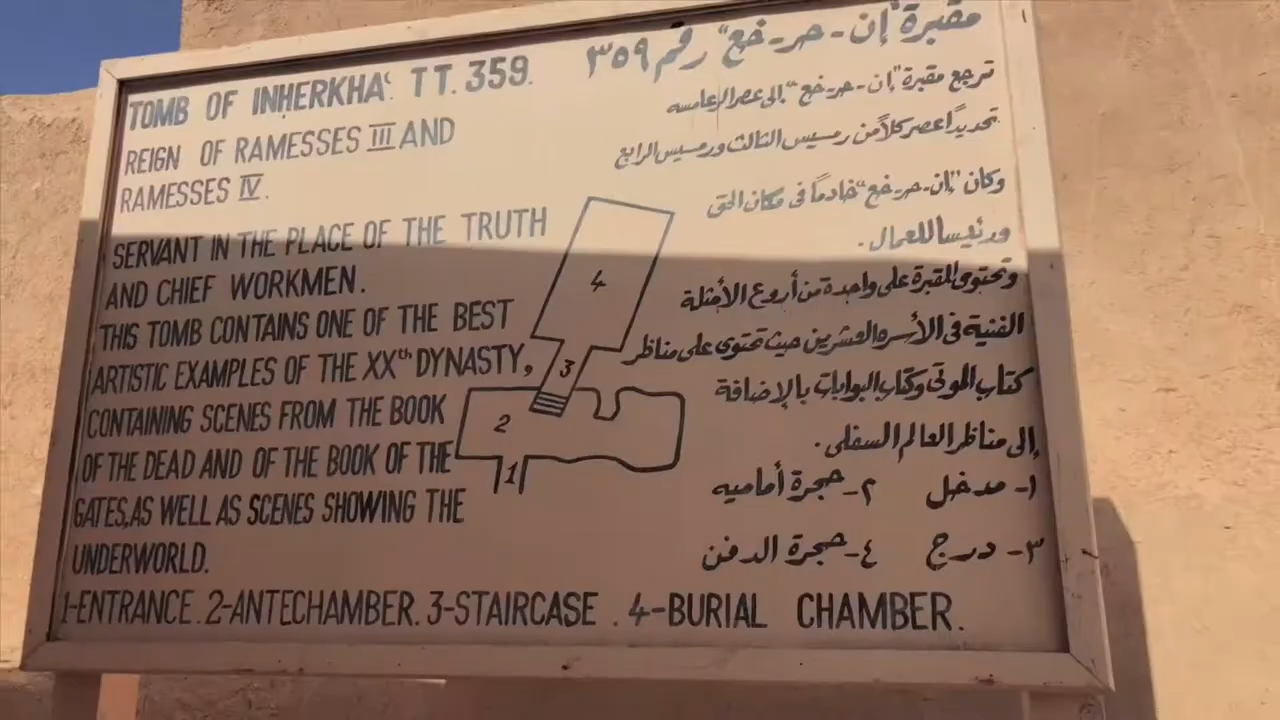 TOMB OF INḤERKHAʿ. TT. 359.
REIGN OF RAMESSES III AND
RAMESSES IV.
SERVANT IN THE PLACE OF THE TRUTH
AND CHIEF WORKMEN.
THIS TOMB CONTAINS ONE OF THE BEST
ARTISTIC EXAMPLES OF THE XXth DYNASTY,
CONTAINING SCENES FROM THE BOOK
OF THE DEAD AND OF THE BOOK OF THE
GATES, AS WELL AS SCENES SHOWING THE
UNDERWORLD.
مقبرة "إن - حر - خع" رقم ٣٥٩
ترجع مقبرة "إن - حر - خع" إلى عصر الرعامسه
تحديداً عصر كلاً من رمسيس الثالث ورمسيس الرابع
وكان "إن - حر - خع" خادماً فى مكان الحق
ورئيسا للعمال.
وتحتوى المقبرة على واحدة من أروع الأمثلة
الفنية فى الأسره العشرين حيث تحتوى على مناظر
كتاب الموتى وكتاب البوابات بالإضافة
إلى مناظر العالم السفلى.
١- مدخل ٢- حجرة أماميه
٣- درج ٤- حجرة الدفن
4
3
2
1
1-ENTRANCE. 2-ANTECHAMBER. 3-STAIRCASE. 4-BURIAL CHAMBER.